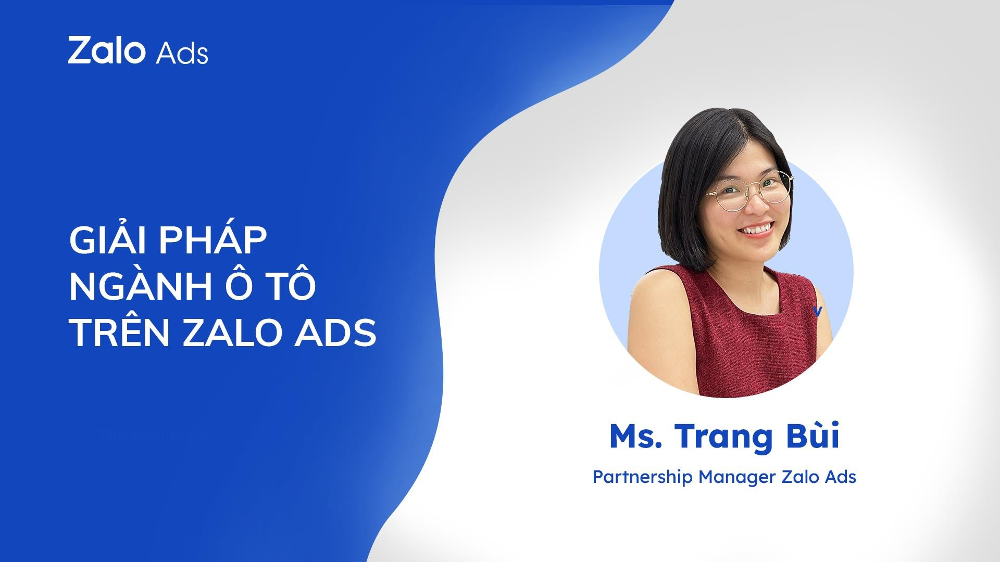 Zalo Ads
GIẢI PHÁP
NGÀNH Ô TÔ
TRÊN ZALO ADS
v
Ms. Trang Bùi
Partnership Manager Zalo Ads